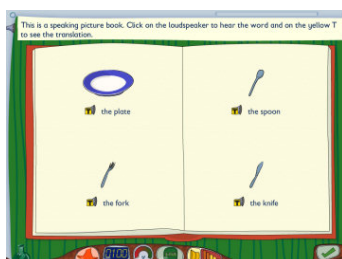 This is a speaking picture book. Click on the loudspeaker to hear the word and on the yellow T
to see the translation.
T the plate
T the spoon
T the fork
T the knife